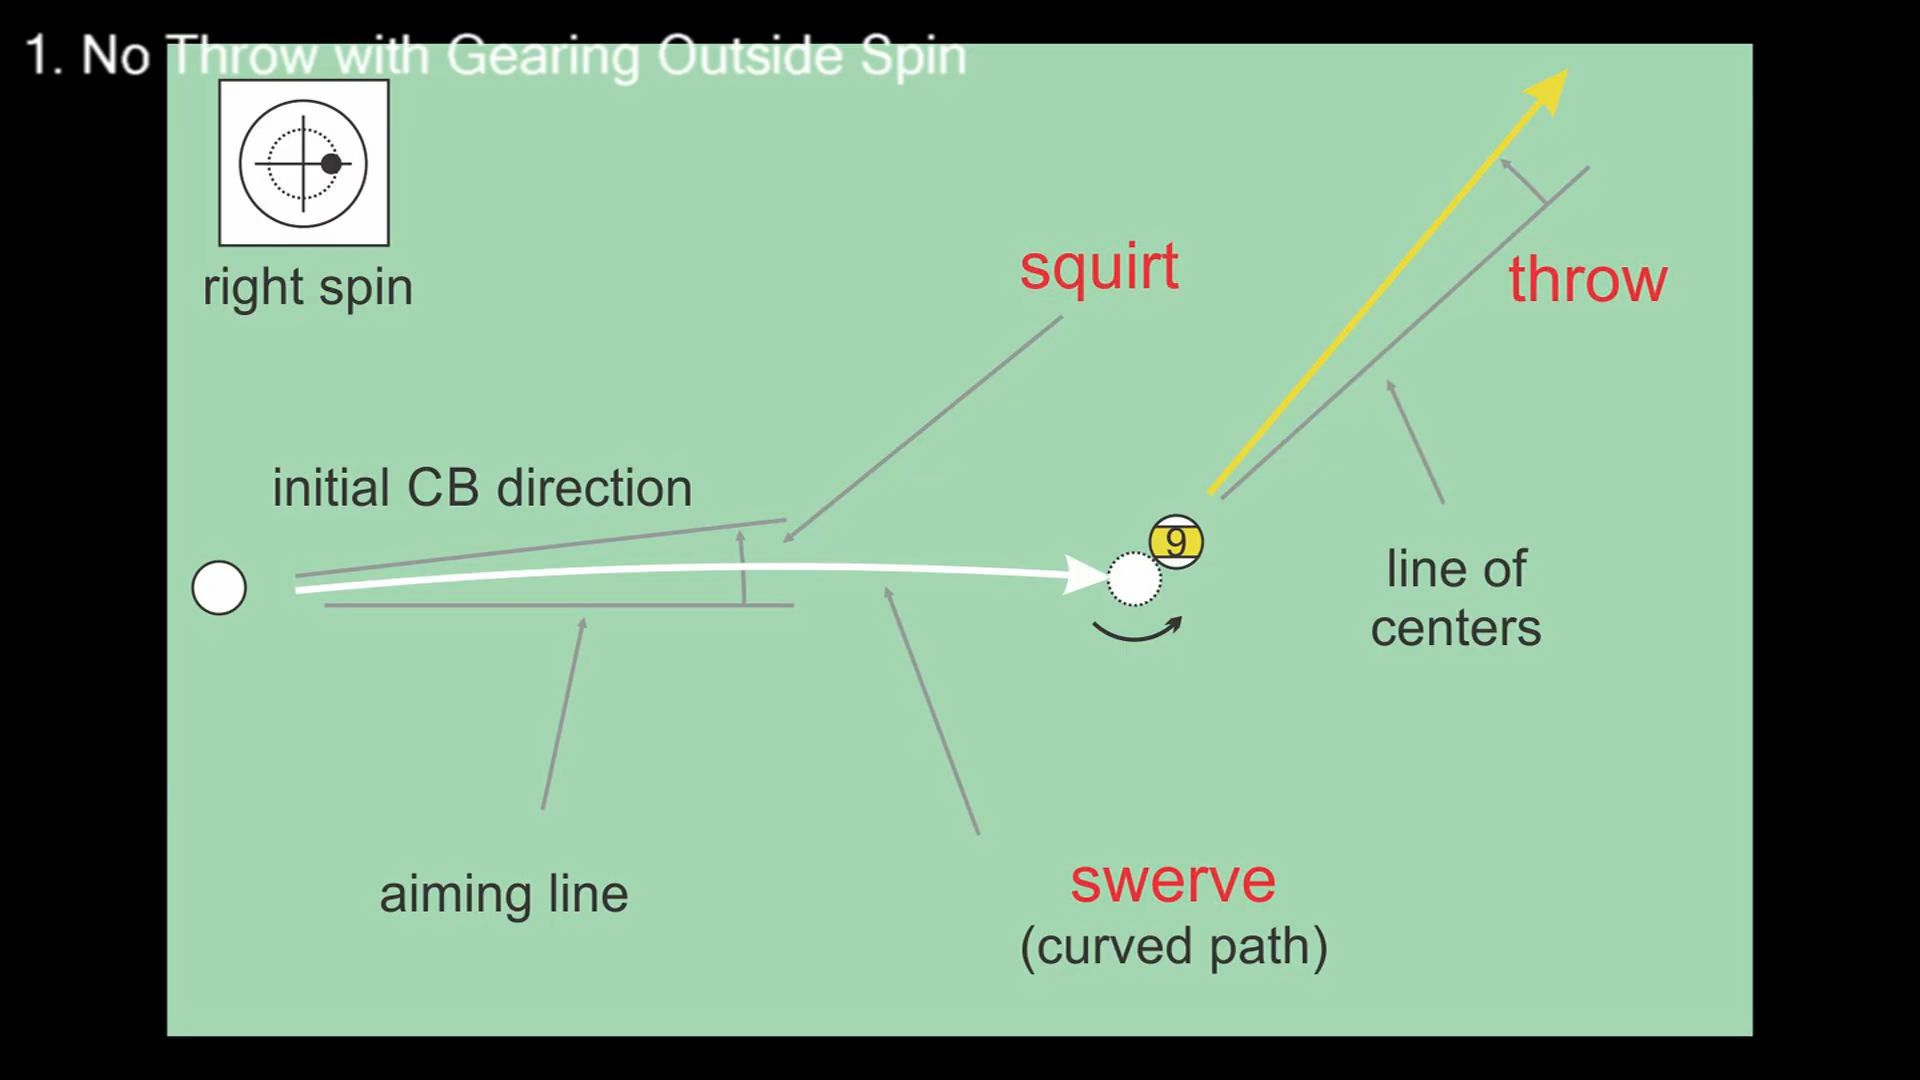 1. No Throw with Gearing Outside Spin
right spin
squirt
throw
initial CB direction
9
line of
centers
aiming line
swerve
(curved path)